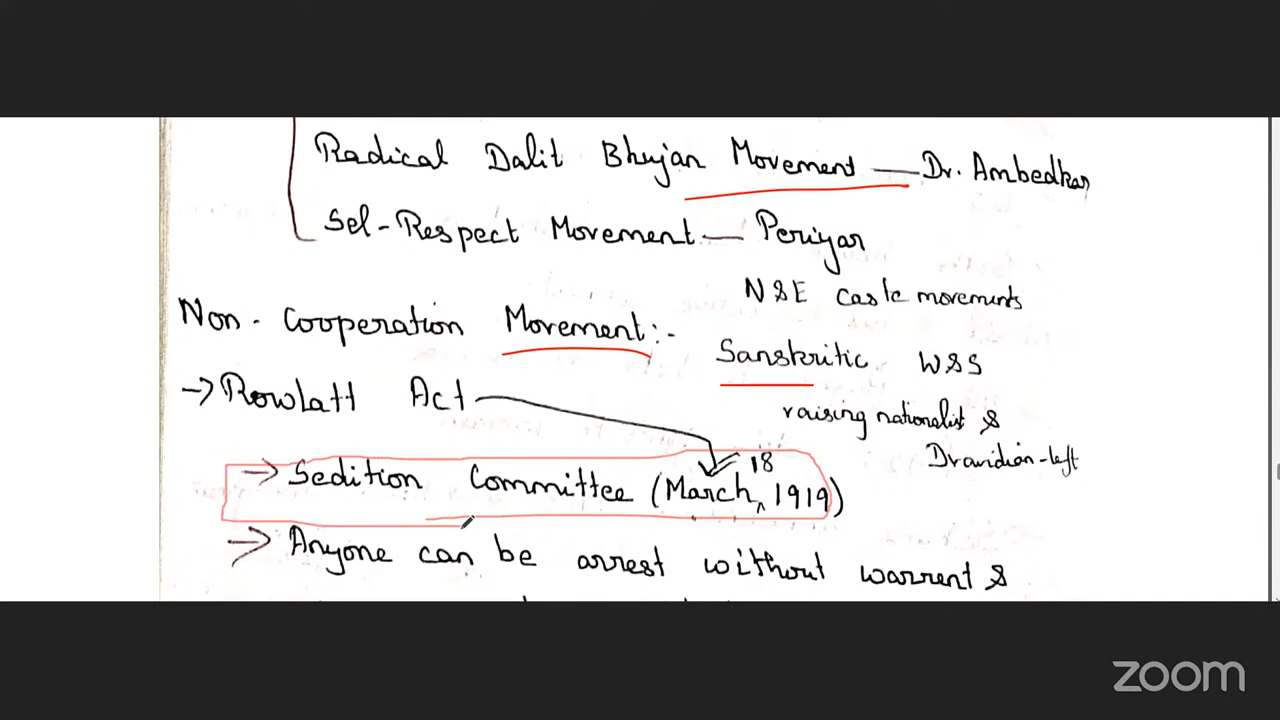 Radical Dalit Bhujan Movement — Dr. Ambedkar
Sel-Respect Movement — Periyar
N&E caste movements
Non-Cooperation Movement:-
Sanskritic W&S
→ Rowlatt Act
raising nationalist &
Dravidian-left
18
→ Sedition Committee (March, 1919)
→ Anyone can be arrest without warrent &
zoom